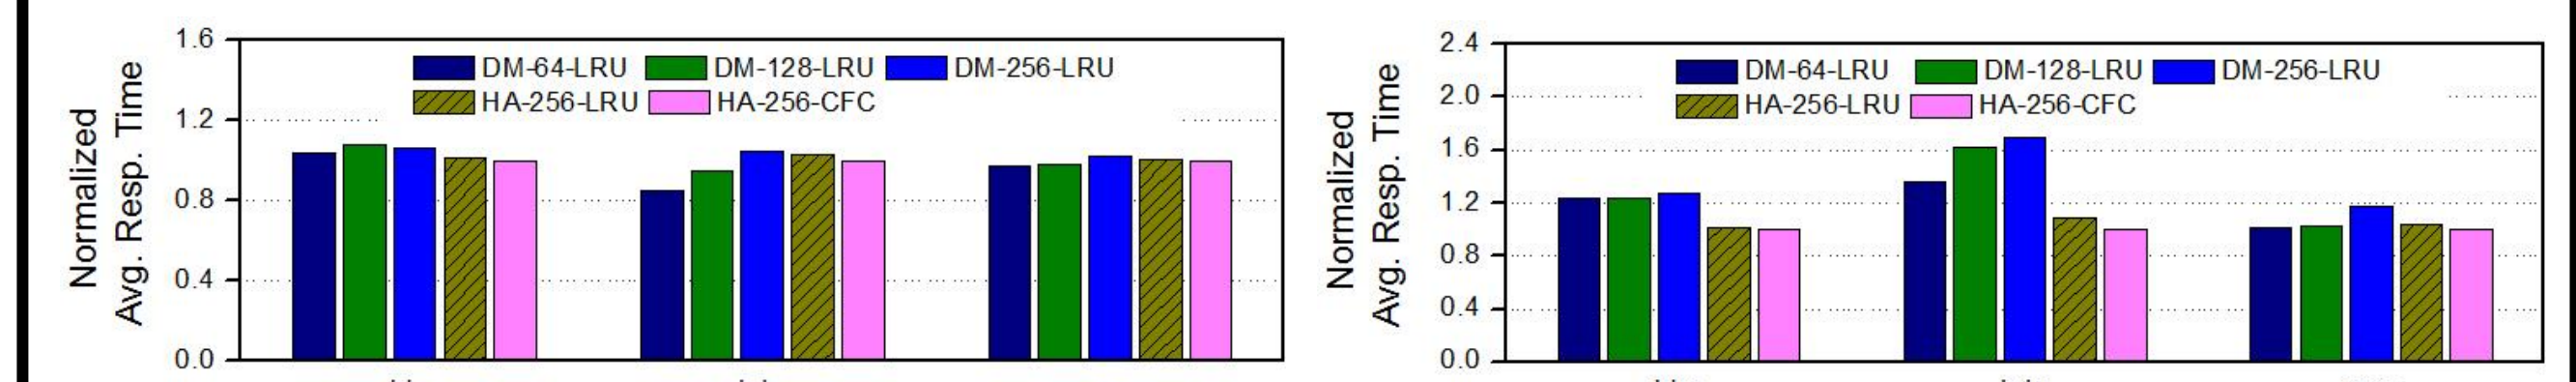 1.6
1.2
0.8
0.4
0.0
Normalized
Avg. Resp. Time
DM-64-LRU DM-128-LRU DM-256-LRU
HA-256-LRU HA-256-CFC
2.4
2.0
1.6
1.2
0.8
0.4
0.0
Normalized
Avg. Resp. Time
DM-64-LRU DM-128-LRU DM-256-LRU
HA-256-LRU HA-256-CFC